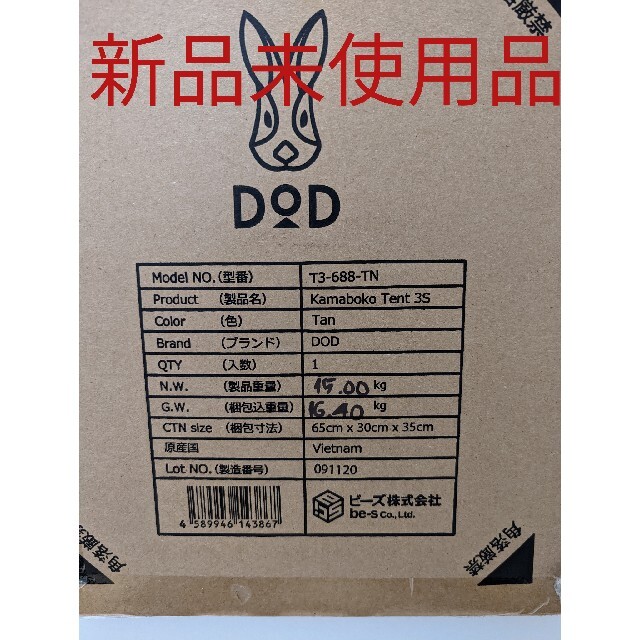 新品未使用品
DOD
Model NO.(型番) T3-688-TN
Product (製品名) Kamaboko Tent 3S
Color (色) Tan
Brand (ブランド) DOD
QTY (入数) 1
N.W. (製品重量) 15.00 kg
G.W. (梱包込重量) 16.40 kg
CTN size (梱包寸法) 65cm x 30cm x 35cm
原産国 Vietnam
Lot NO.(製造番号) 091120
4 589946 143867
ビーズ株式会社
be-s Co., Ltd.
角落厳禁